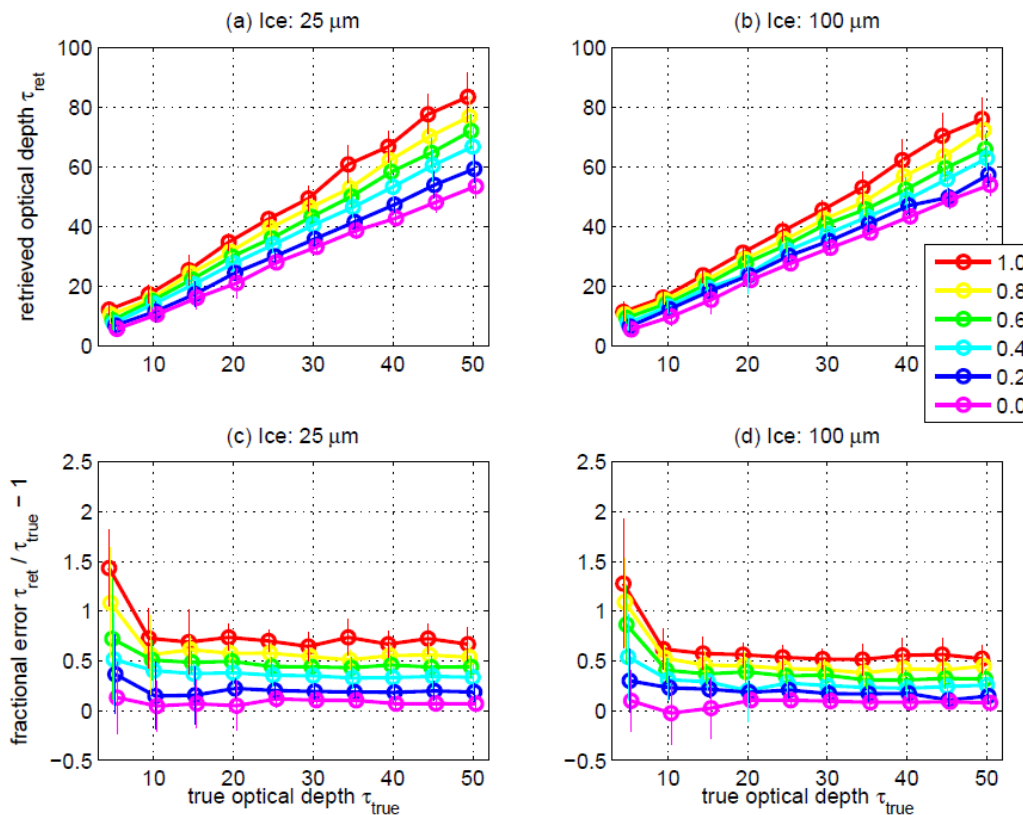 (a) Ice: 25 μm
(b) Ice: 100 μm
retrieved optical depth τret
100
80
60
40
20
0
10 20 30 40 50
100
80
60
40
20
0
10 20 30 40 50
1.0
0.8
0.6
0.4
0.2
0.0
(c) Ice: 25 μm
(d) Ice: 100 μm
fractional error τret / τtrue − 1
2.5
2
1.5
1
0.5
0
−0.5
10 20 30 40 50
true optical depth τtrue
2.5
2
1.5
1
0.5
0
−0.5
10 20 30 40 50
true optical depth τtrue